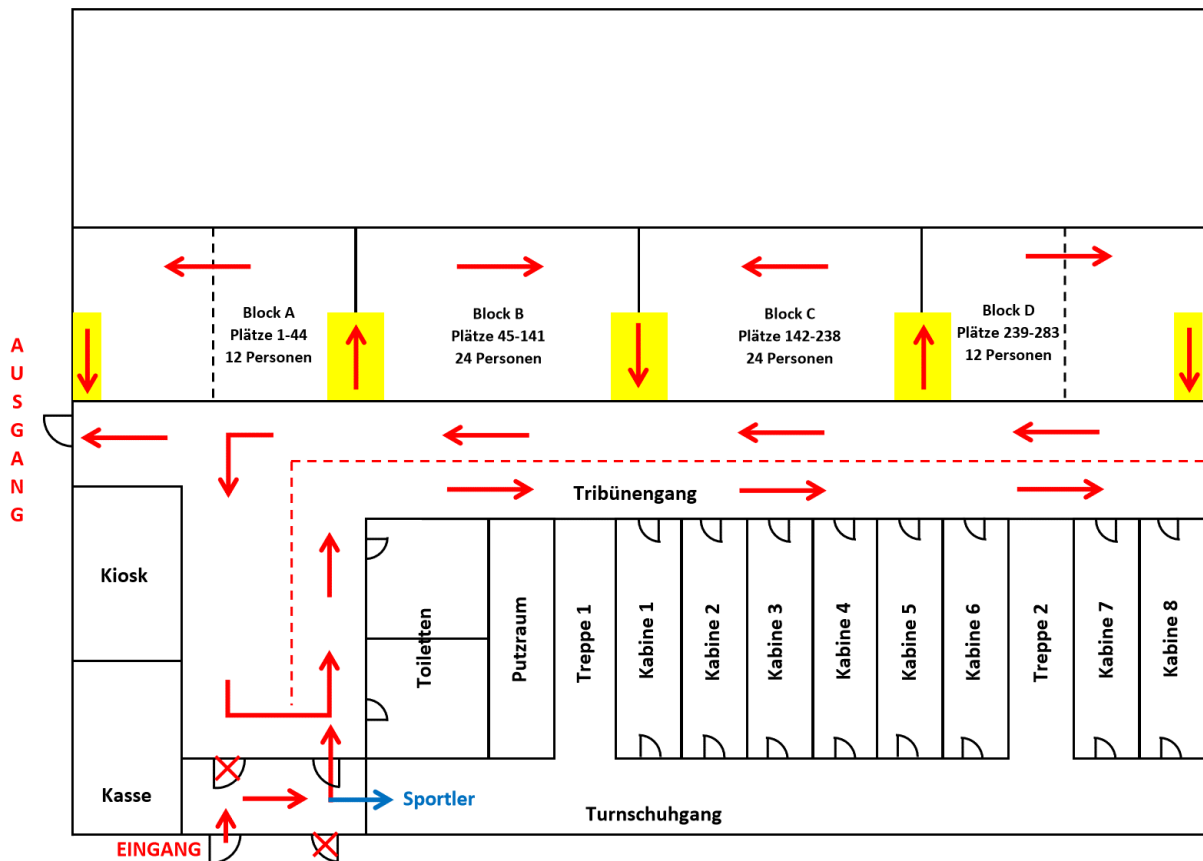 Block A
Plätze 1-44
12 Personen
Block B
Plätze 45-141
24 Personen
Block C
Plätze 142-238
24 Personen
Block D
Plätze 239-283
12 Personen
AUSGANG
Tribünengang
Kiosk
Toiletten
Putzraum
Treppe 1
Kabine 1
Kabine 2
Kabine 3
Kabine 4
Kabine 5
Kabine 6
Treppe 2
Kabine 7
Kabine 8
Kasse
Sportler
Turnschuhgang
EINGANG